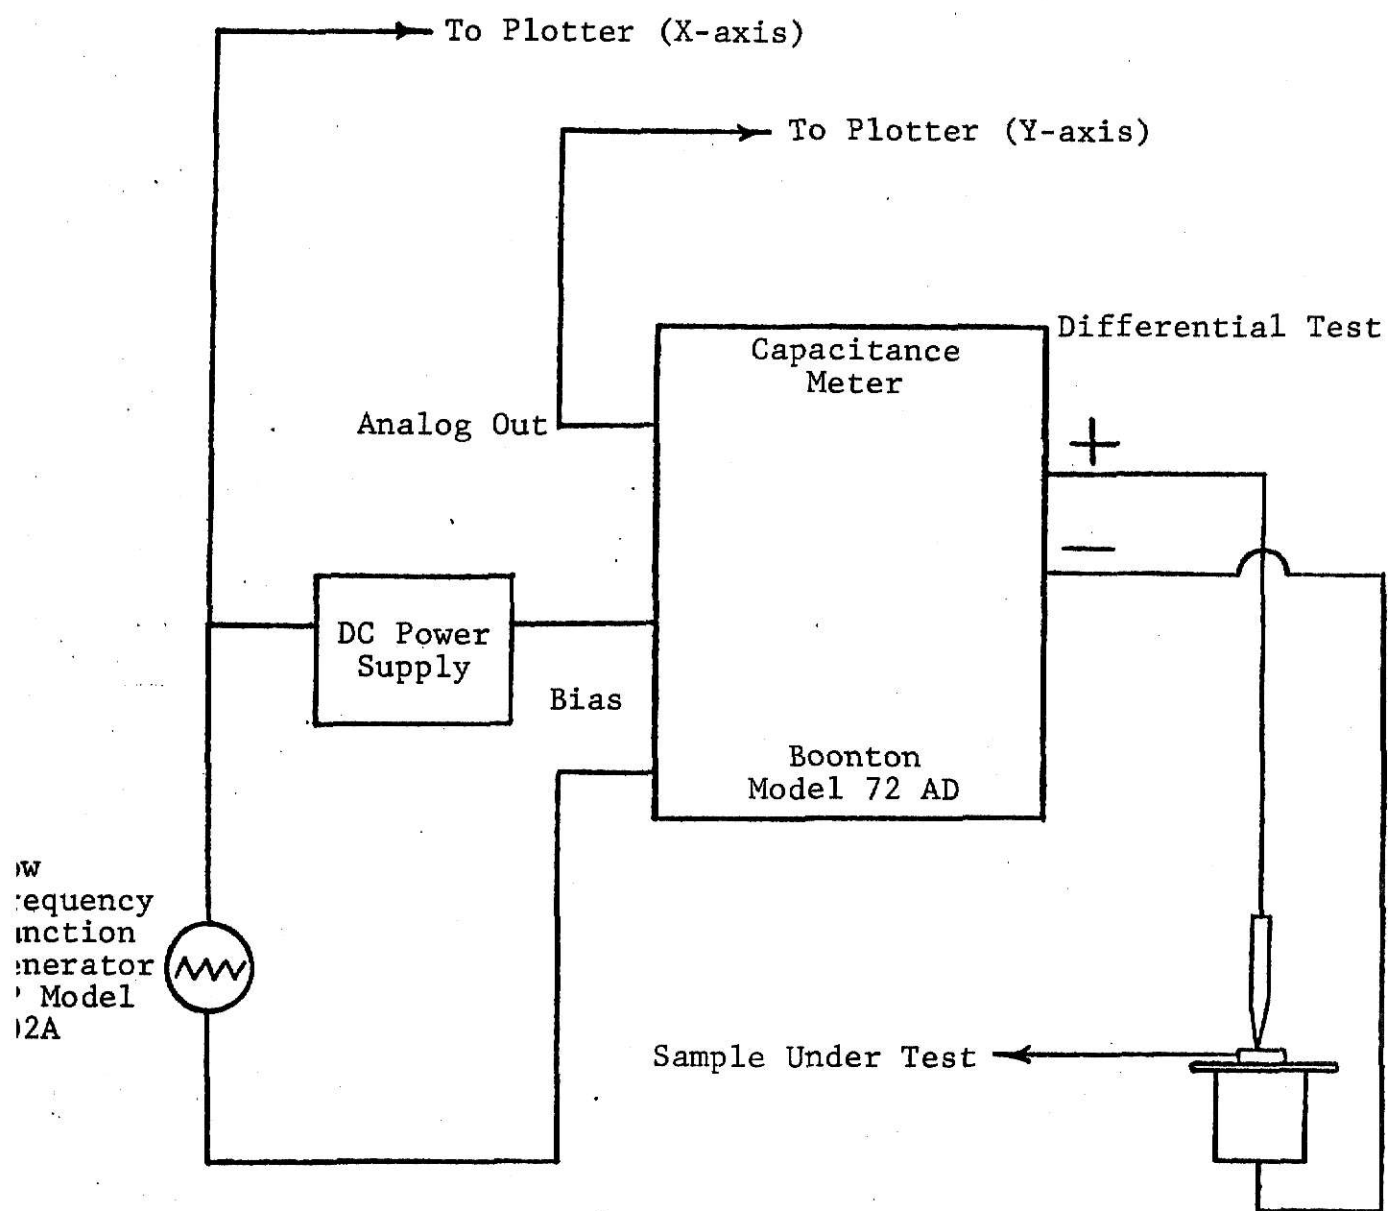 To Plotter (X-axis)
To Plotter (Y-axis)
Differential Test
Capacitance
Meter
Analog Out
+
—
DC Power
Supply
Bias
Boonton
Model 72 AD
Model
Sample Under Test